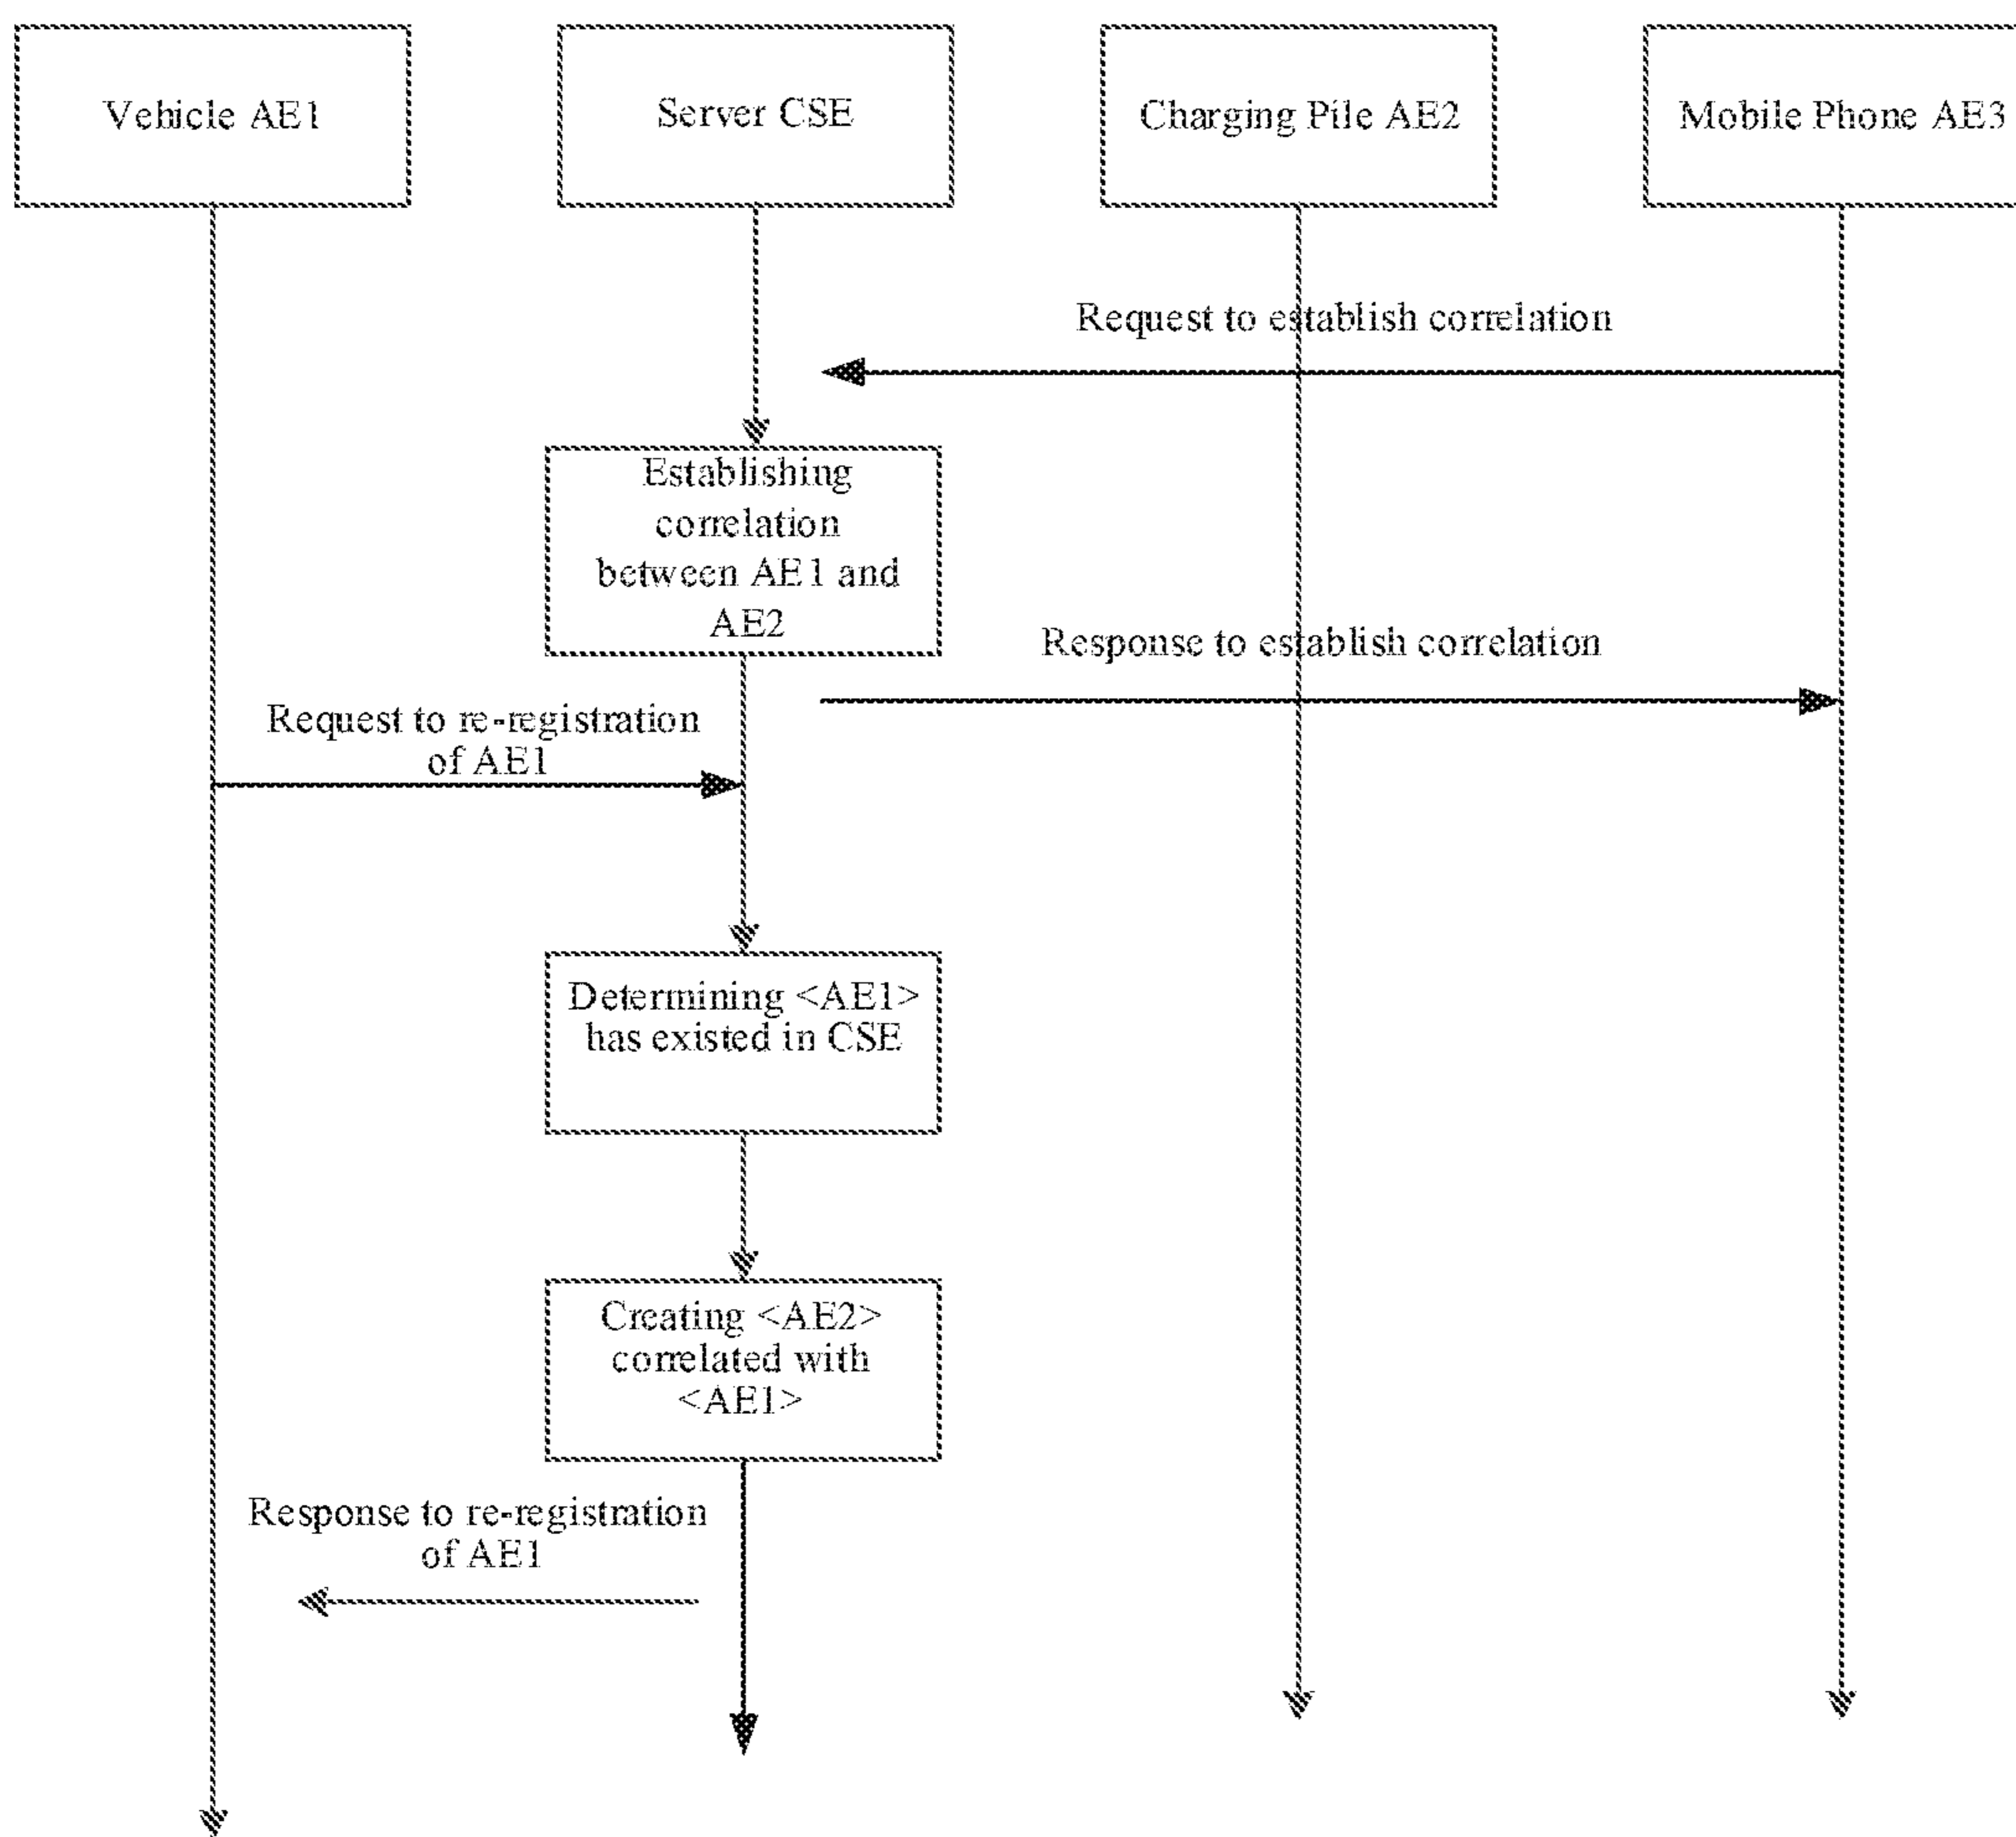 Vehicle AE1
Server CSE
Charging Pile AE2
Mobile Phone AE3
Request to establish correlation
Establishing
correlation
between AE1 and
AE2
Response to establish correlation
Request to re-registration
of AE1
Determining <AE1>
has existed in CSE
Creating <AE2>
correlated with
<AE1>
Response to re-registration
of AE1